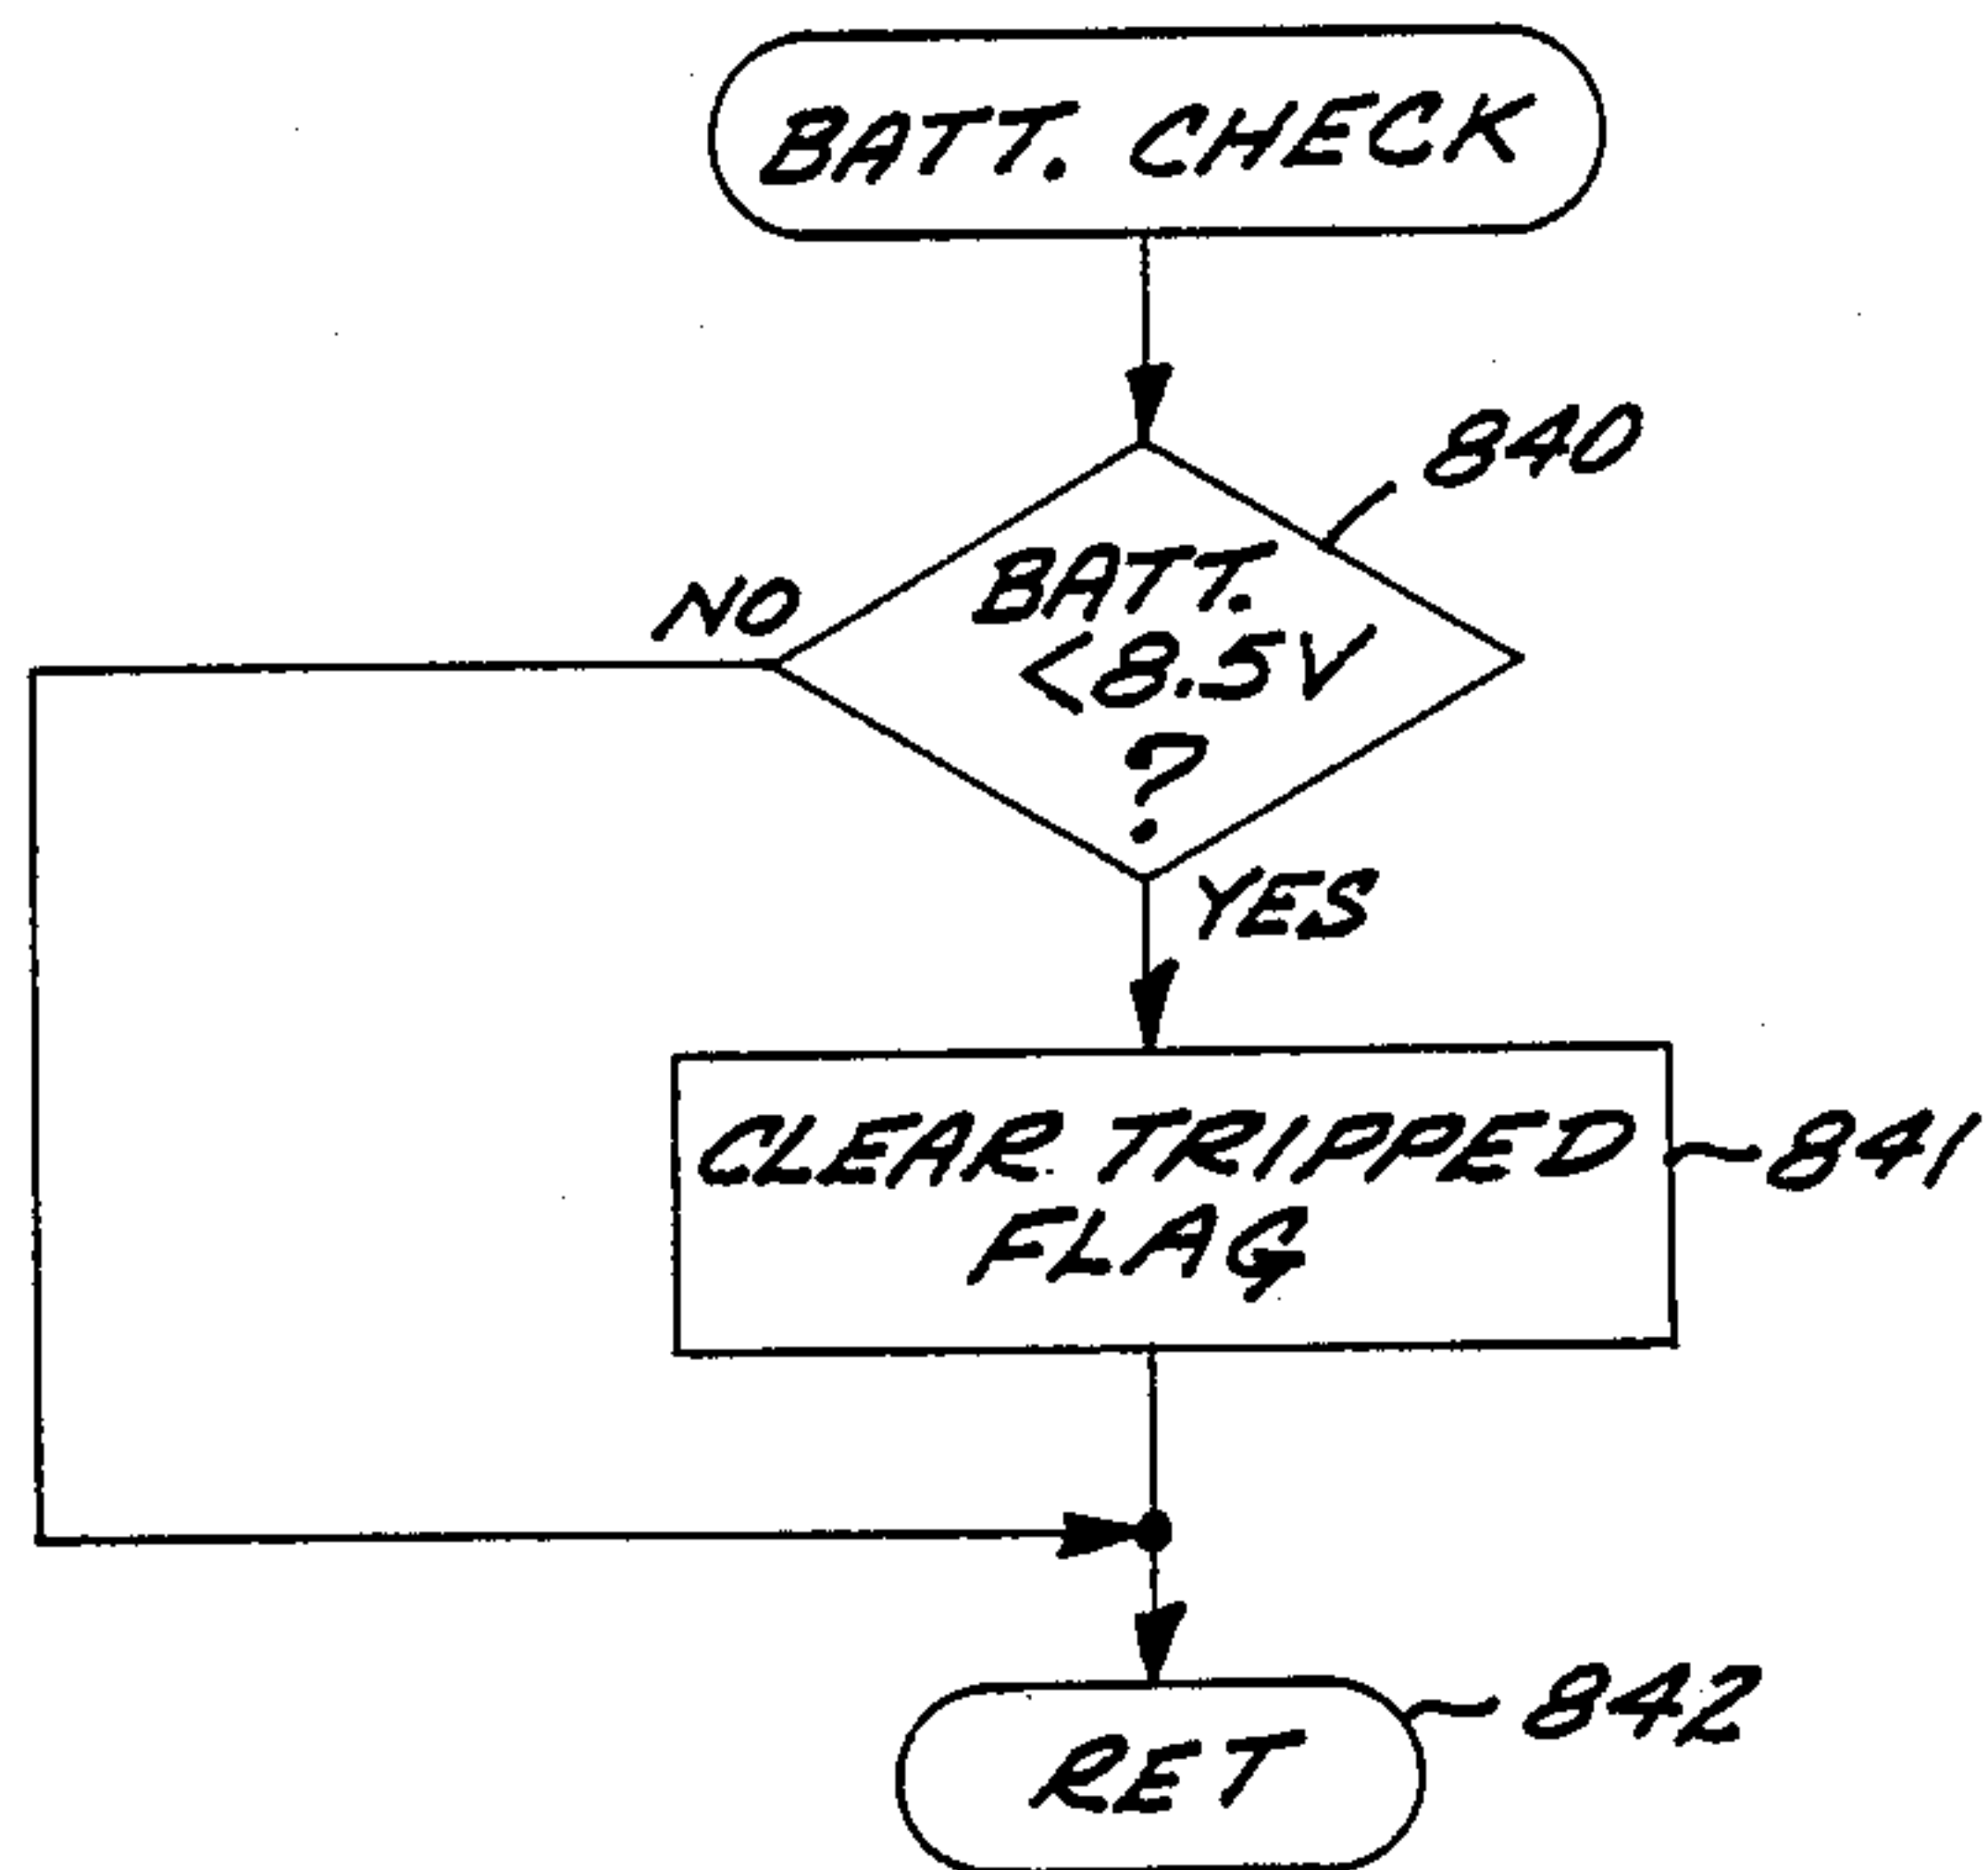 BATT. CHECK
840
BATT.
<8.5V
?
NO
YES
CLEAR TRIPPED
FLAG
841
RET
842